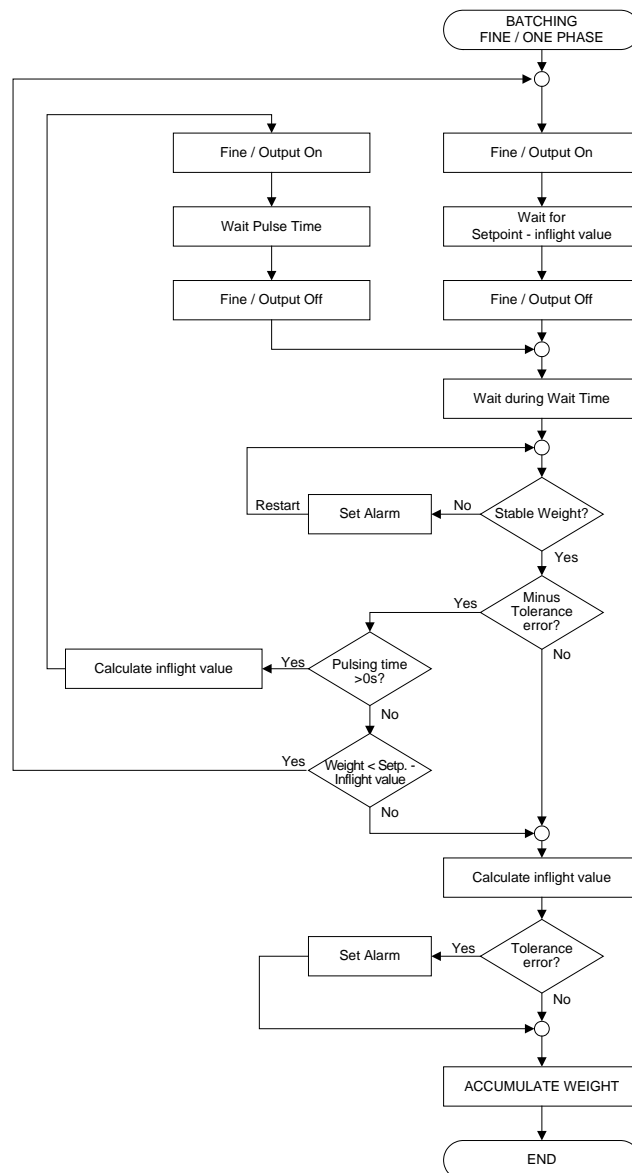 BATCHING
FINE / ONE PHASE
Fine / Output On
Fine / Output On
Wait Pulse Time
Wait for
Setpoint - inflight value
Fine / Output Off
Fine / Output Off
Wait during Wait Time
Restart
Set Alarm
No
Stable Weight?
Yes
Yes
Minus
Tolerance
error?
No
Calculate inflight value
Yes
Pulsing time
>0s?
No
Yes
Weight < Setp. -
Inflight value
No
Calculate inflight value
Set Alarm
Yes
Tolerance
error?
No
ACCUMULATE WEIGHT
END